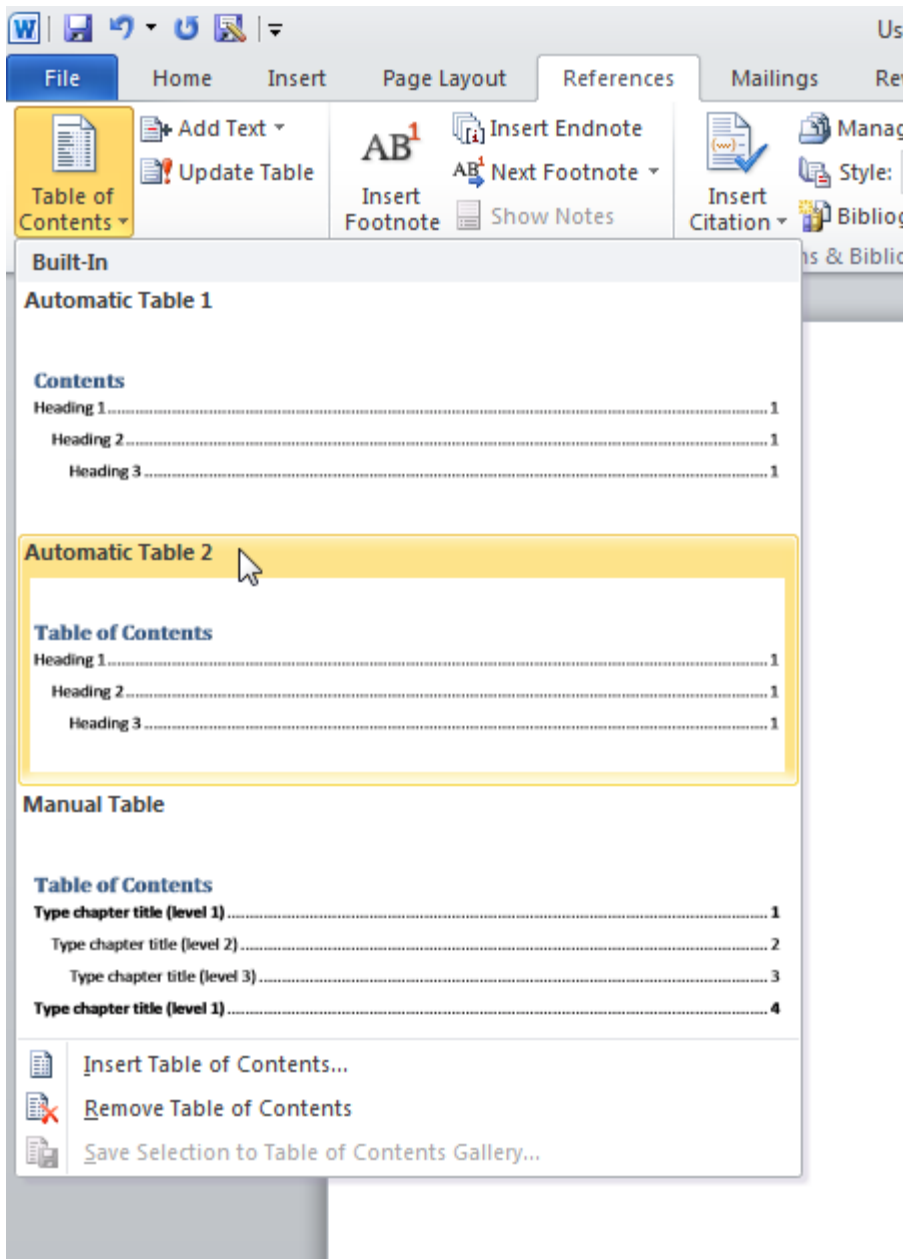 W
Us
File Home Insert Page Layout References Mailings Re
Table of Contents
Add Text
Update Table
AB1
Insert Footnote
Insert Endnote
AB1 Next Footnote
Show Notes
Insert Citation
Manag
Style:
Bibliog
ns & Biblio
Built-In
Automatic Table 1
Contents
Heading 1........1
Heading 2........1
Heading 3........1
Automatic Table 2
Table of Contents
Heading 1........1
Heading 2........1
Heading 3........1
Manual Table
Table of Contents
Type chapter title (level 1)........1
Type chapter title (level 2)........2
Type chapter title (level 3)........3
Type chapter title (level 1)........4
Insert Table of Contents...
Remove Table of Contents
Save Selection to Table of Contents Gallery...